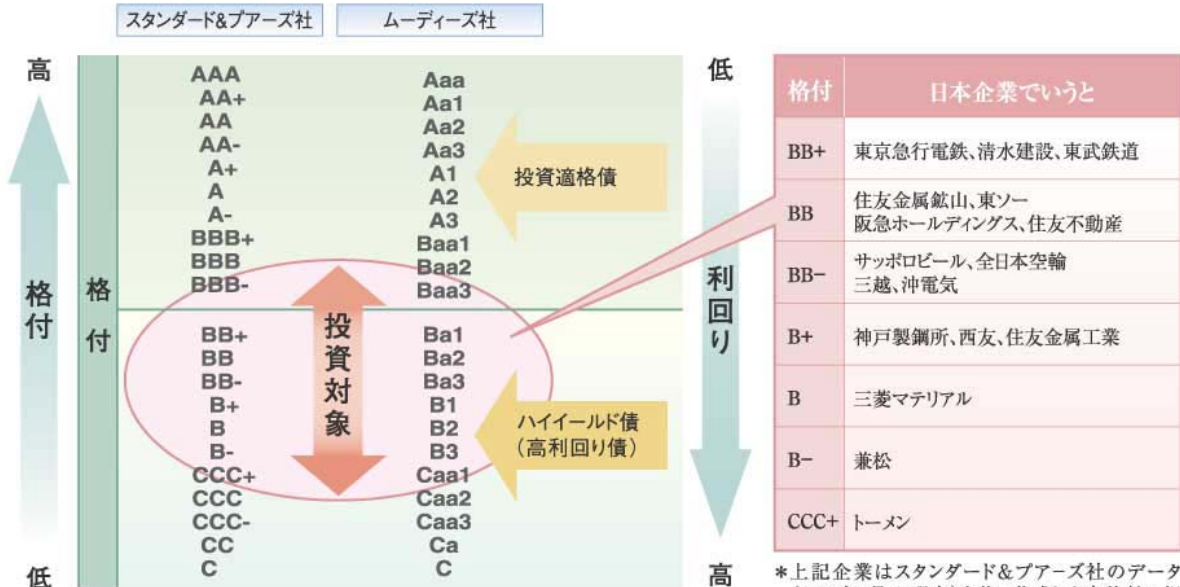 スタンダード&プアーズ社
ムーディーズ社
高
格付
低
格付
AAA
AA+
AA
AA-
A+
A
A-
BBB+
BBB
BBB-
BB+
BB
BB-
B+
B
B-
CCC+
CCC
CCC-
CC
C
投資対象
Aaa
Aa1
Aa2
Aa3
A1
A2
A3
Baa1
Baa2
Baa3
Ba1
Ba2
Ba3
B1
B2
B3
Caa1
Caa2
Caa3
Ca
C
投資適格債
ハイイールド債
(高利回り債)
低
利回り
高
格付 日本企業でいうと
BB+ 東京急行電鉄、清水建設、東武鉄道
BB 住友金属鉱山、東ソー
阪急ホールディングス、住友不動産
BB- サッポロビール、全日本空輸
三越、沖電気
B+ 神戸製鋼所、西友、住友金属工業
B 三菱マテリアル
B- 兼松
CCC+ トーメン
*上記企業はスタンダード&プアーズ社のデータ